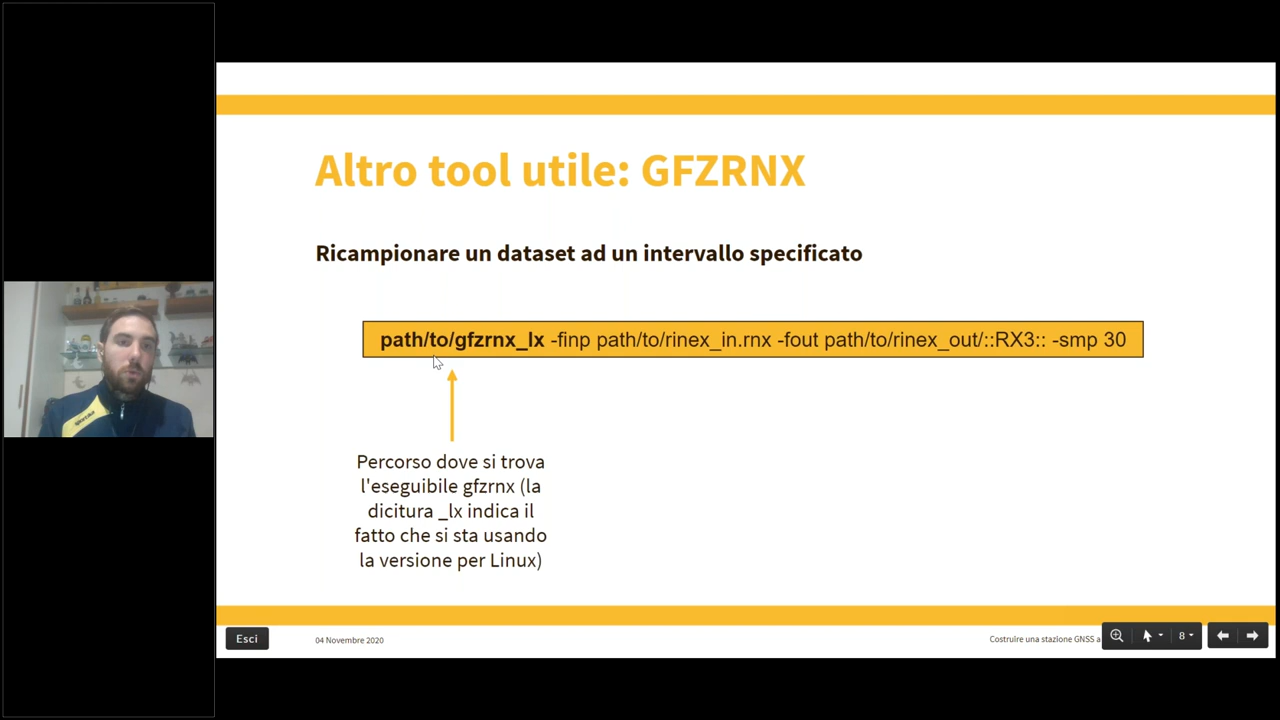 Altro tool utile: GFZRNX
Ricampionare un dataset ad un intervallo specificato
path/to/gfzrnx_lx -finp path/to/rinex_in.rnx -fout path/to/rinex_out/::RX3:: -smp 30
Percorso dove si trova
l'eseguibile gfzrnx (la
dicitura _lx indica il
fatto che si sta usando
la versione per Linux)
Esci
04 Novembre 2020
Costruire una stazione GNSS a
8